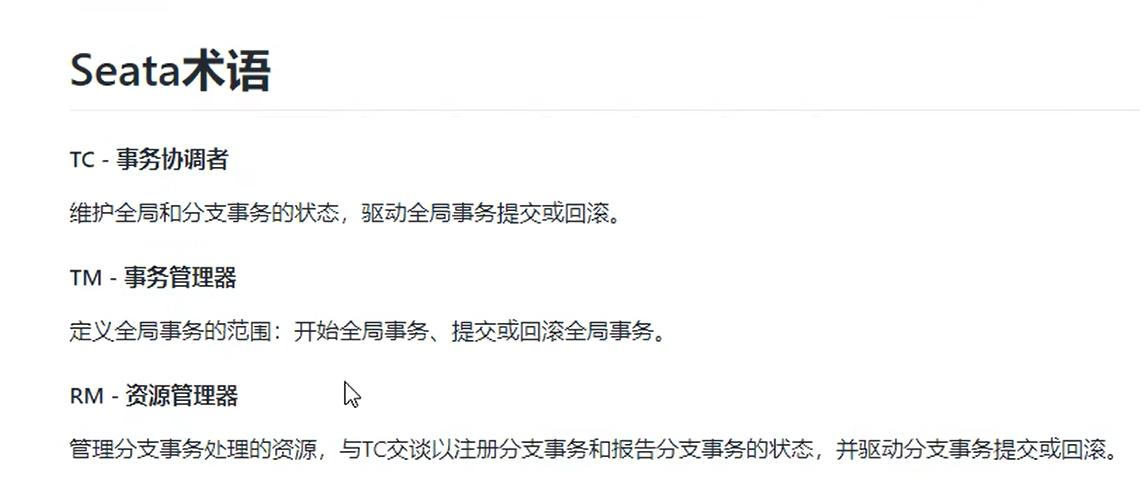 Seata术语
TC - 事务协调者
维护全局和分支事务的状态，驱动全局事务提交或回滚。
TM - 事务管理器
定义全局事务的范围：开始全局事务、提交或回滚全局事务。
RM - 资源管理器
管理分支事务处理的资源，与TC交谈以注册分支事务和报告分支事务的状态，并驱动分支事务提交或回滚。